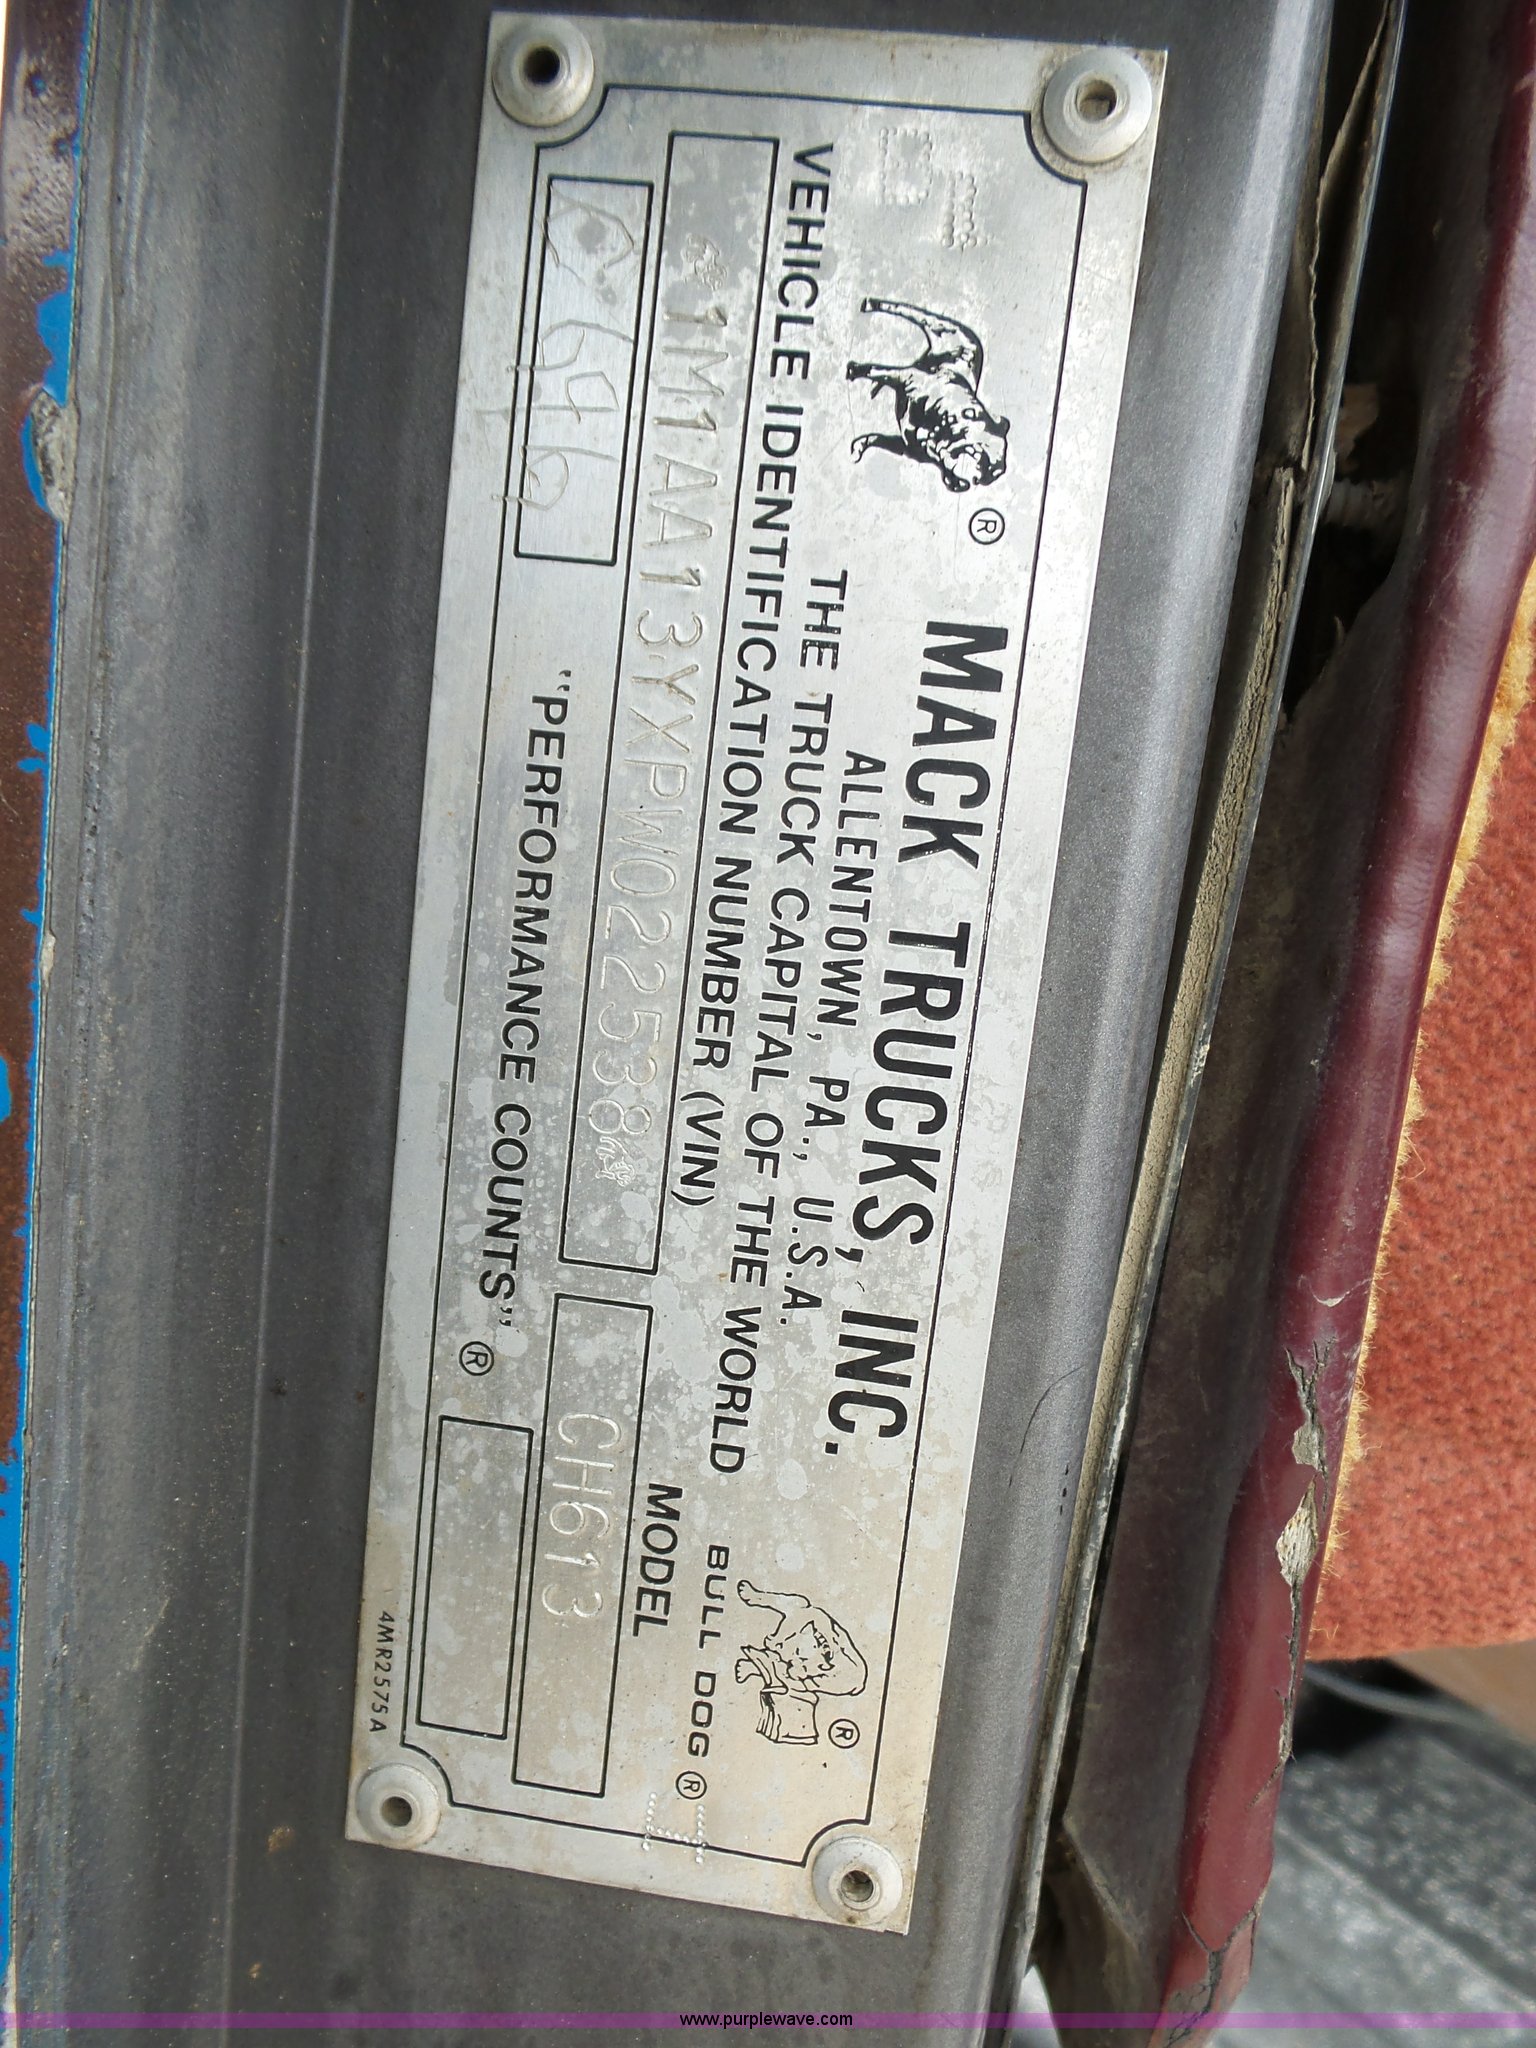 MACK TRUCKS, INC.
ALLENTOWN, PA., U.S.A.
THE TRUCK CAPITAL OF THE WORLD
BULL DOG ®
VEHICLE IDENTIFICATION NUMBER (VIN)
MODEL
1M1AA13YXPW022538
CH613
"PERFORMANCE COUNTS" ®
4MR2575A
www.purplewave.com